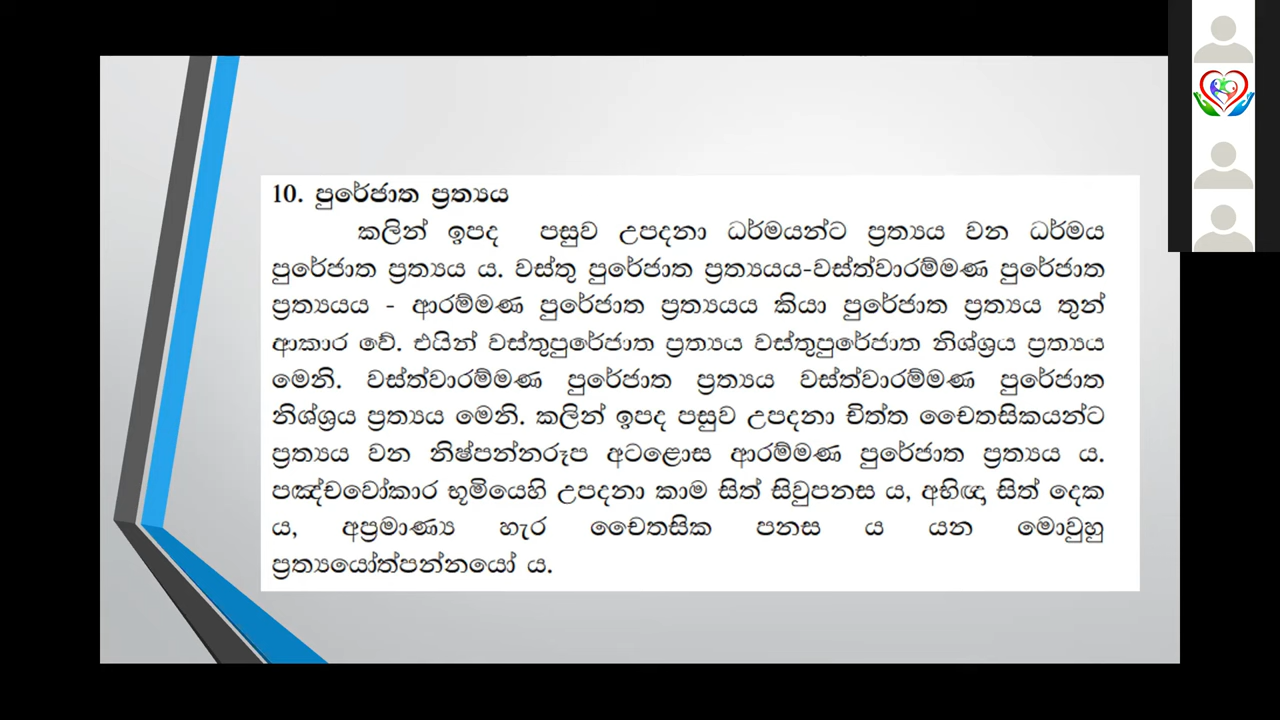 10. පුරේජාත ප්‍රත්‍යය
කලින් ඉපද පසුව උපදනා ධර්මයන්ට ප්‍රත්‍යය වන ධර්මය
පුරේජාත ප්‍රත්‍යය ය. වස්තු පුරේජාත ප්‍රත්‍යයය-වස්ත්වාරම්මණ පුරේජාත
ප්‍රත්‍යයය - ආරම්මණ පුරේජාත ප්‍රත්‍යයය කියා පුරේජාත ප්‍රත්‍යය තුන්
ආකාර වේ. එයින් වස්තුපුරේජාත ප්‍රත්‍යය වස්තුපුරේජාත නිශ්ශ්‍රය ප්‍රත්‍යය
මෙනි. වස්ත්වාරම්මණ පුරේජාත ප්‍රත්‍යය වස්ත්වාරම්මණ පුරේජාත
නිශ්ශ්‍රය ප්‍රත්‍යය මෙනි. කලින් ඉපද පසුව උපදනා චිත්ත චෛතසිකයන්ට
ප්‍රත්‍යය වන නිෂ්පන්නරූප අටළොස ආරම්මණ පුරේජාත ප්‍රත්‍යය ය.
පඤ්චවෝකාර භූමියෙහි උපදනා කාම සිත් සිවුපනස ය, අභිඥා සිත් දෙක
ය, අප්‍රමාණ්‍ය හැර චෛතසික පනස ය යන මොවුහු
ප්‍රත්‍යයෝත්පන්නයෝ ය.